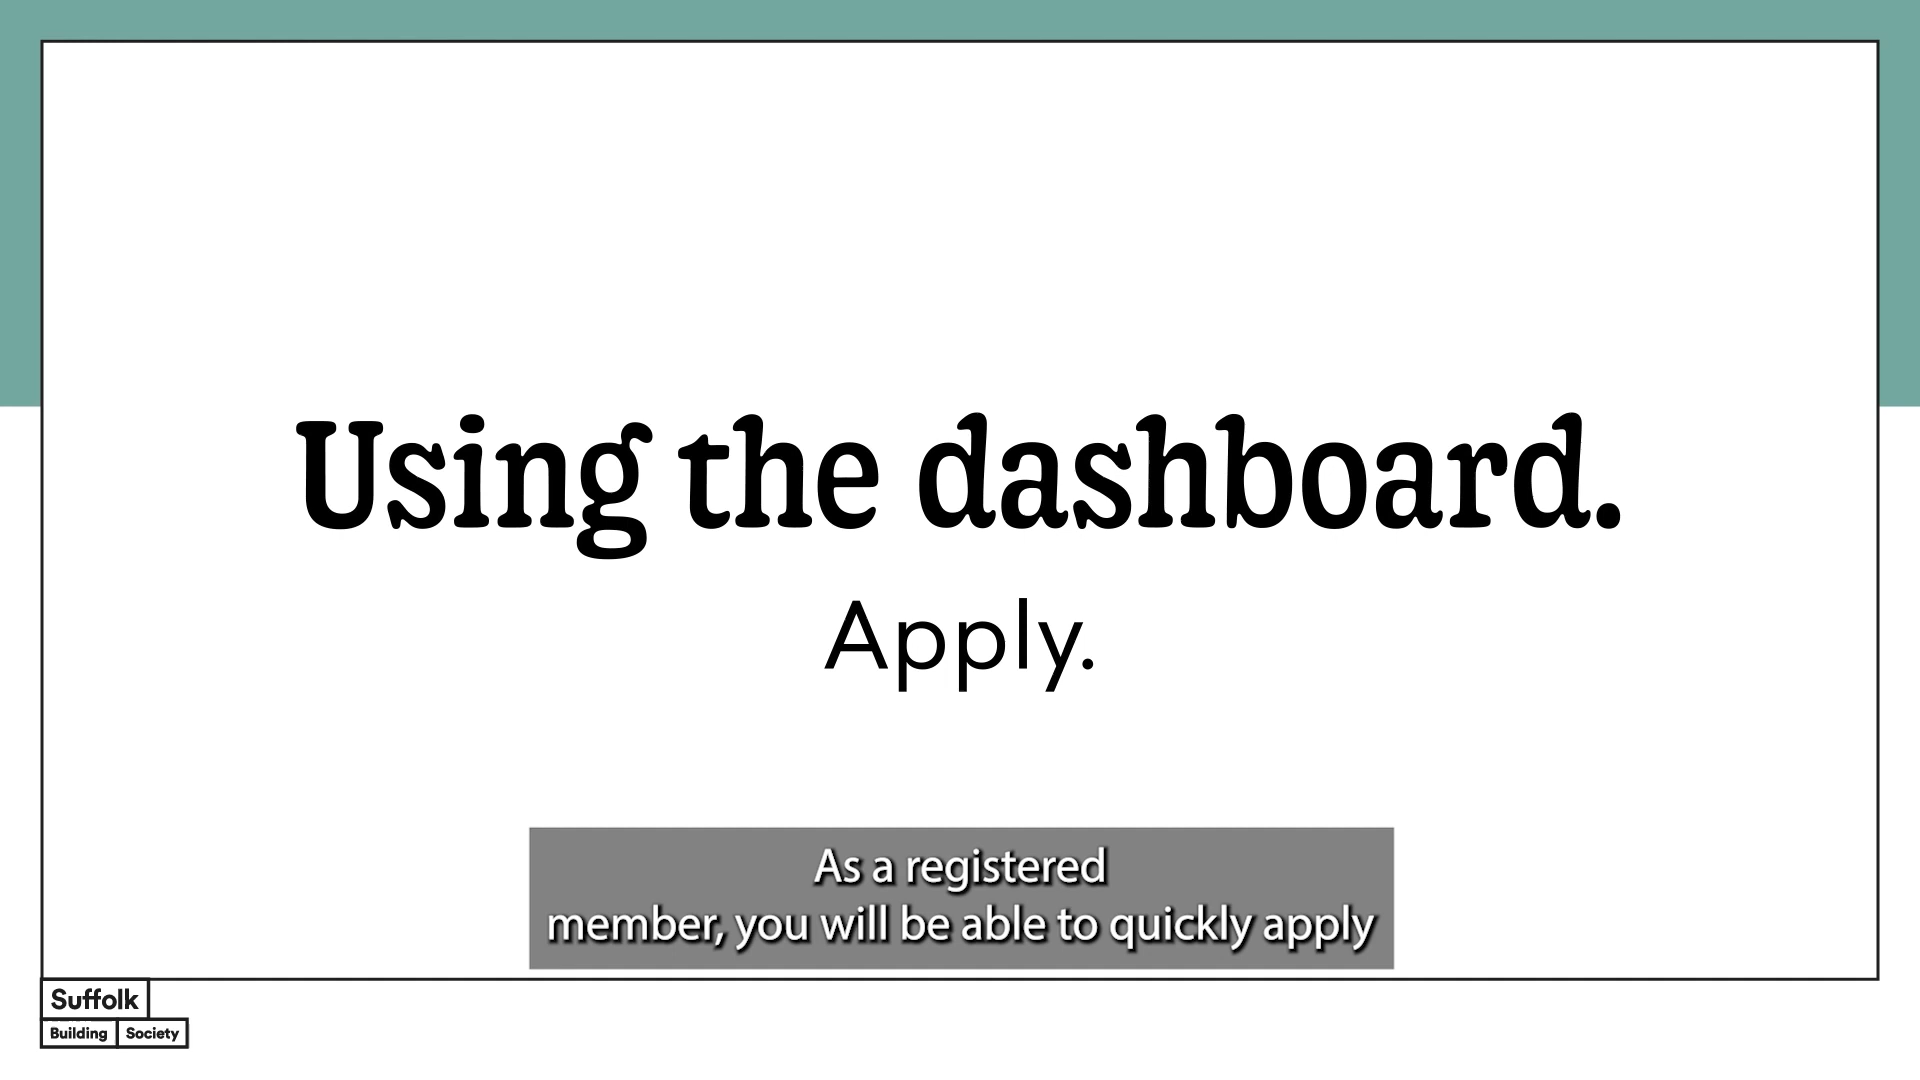 Using the dashboard.
Apply.
As a registered
member, you will be able to quickly apply
Suffolk
Building Society